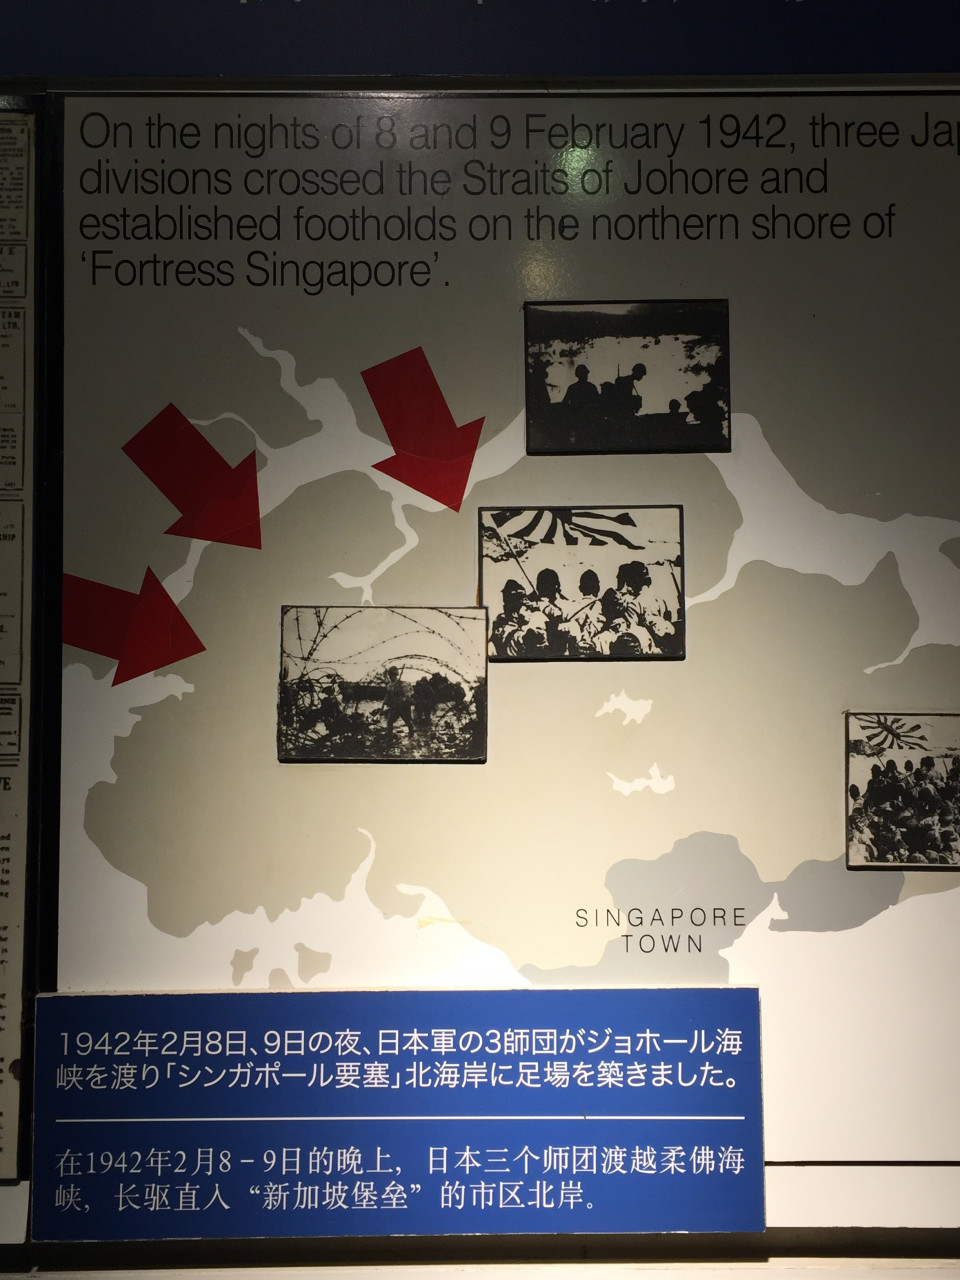 On the nights of 8 and 9 February 1942, three
divisions crossed the Straits of Johore and
established footholds on the northern shore of
‘Fortress Singapore’.
SINGAPORE
TOWN
1942年2月8日、9日の夜、日本軍の3師団がジョホール海
峡を渡り「シンガポール要塞」北海岸に足場を築きました。
在1942年2月8－9日的晚上，日本三个师团渡越柔佛海
峡，长驱直入“新加坡堡垒”的市区北岸。